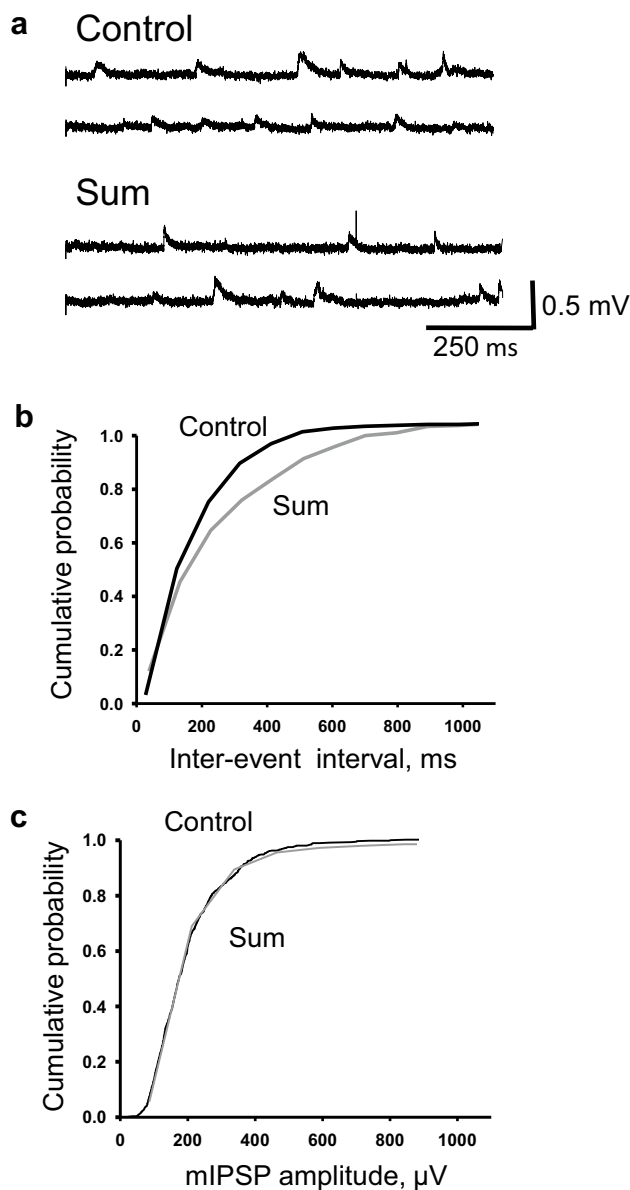 a
Control
Sum
0.5 mV
250 ms
b
Control
Sum
Cumulative probability
1.0
0.8
0.6
0.4
0.2
0.0
0 200 400 600 800 1000
Inter-event interval, ms
c
Control
Sum
Cumulative probability
1.0
0.8
0.6
0.4
0.2
0.0
0 200 400 600 800 1000
mIPSP amplitude, µV